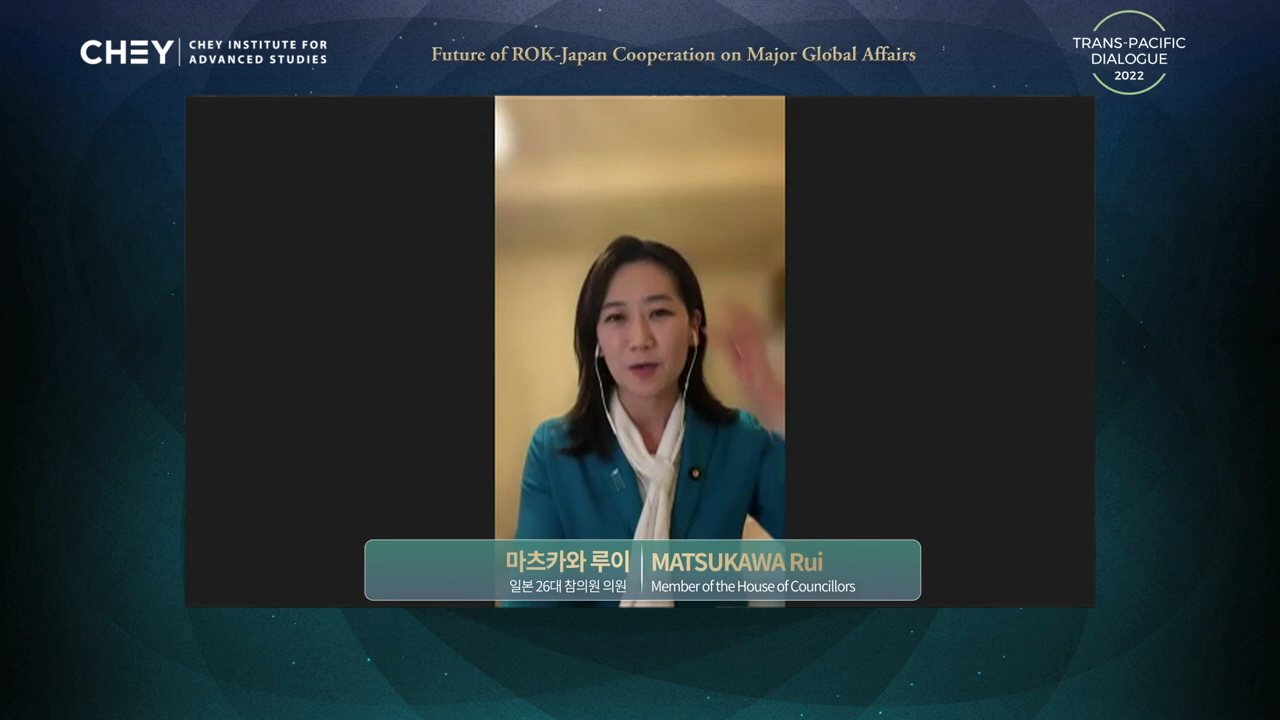 CHEY
CHEY INSTITUTE FOR
ADVANCED STUDIES
Future of ROK-Japan Cooperation on Major Global Affairs
TRANS-PACIFIC
DIALOGUE
2022
마츠카와 루이
일본 26대 참의원 의원
MATSUKAWA Rui
Member of the House of Councillors